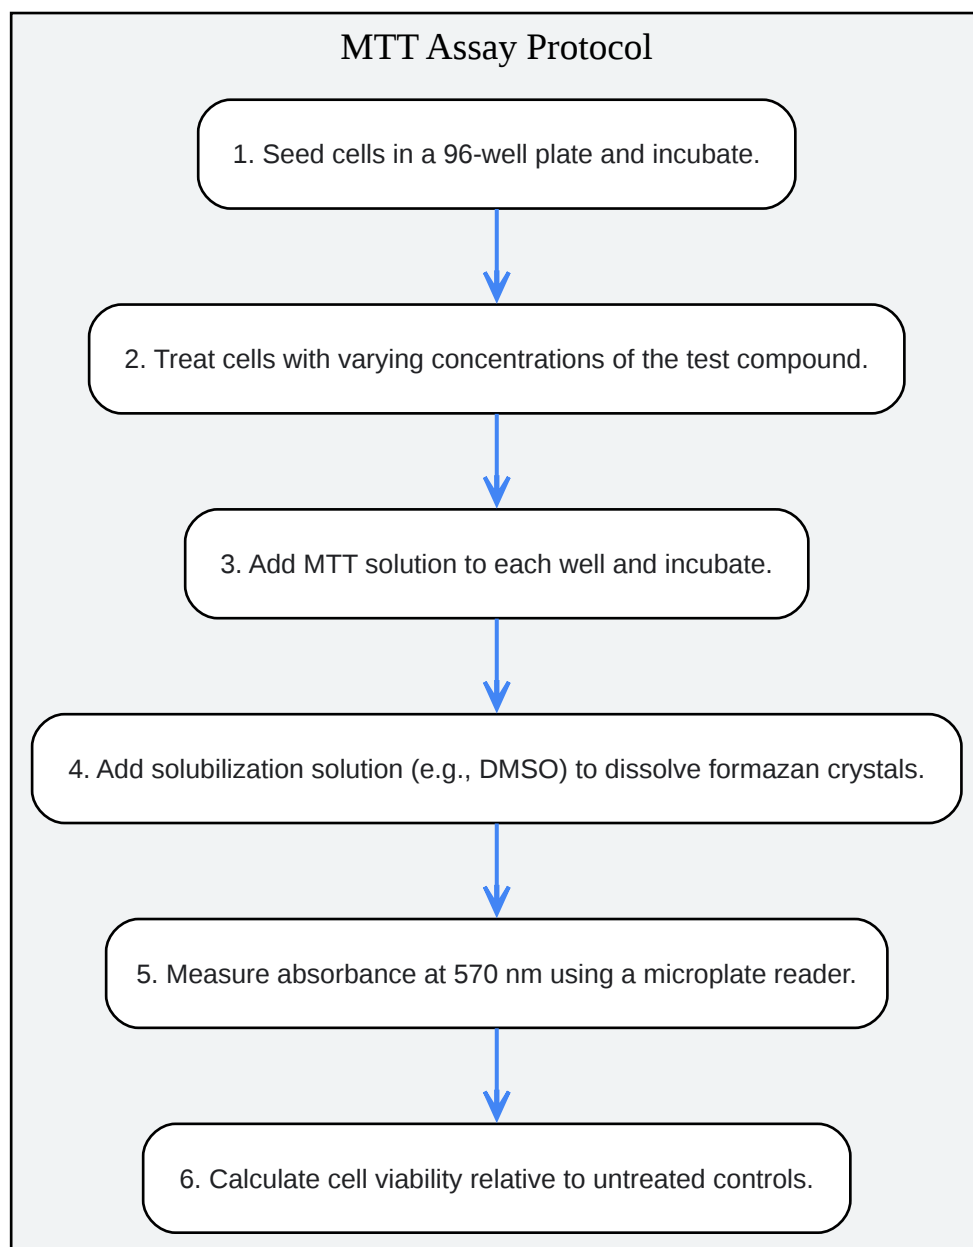 MTT Assay Protocol
1. Seed cells in a 96-well plate and incubate.
2. Treat cells with varying concentrations of the test compound.
3. Add MTT solution to each well and incubate.
4. Add solubilization solution (e.g., DMSO) to dissolve formazan crystals.
5. Measure absorbance at 570 nm using a microplate reader.
6. Calculate cell viability relative to untreated controls.